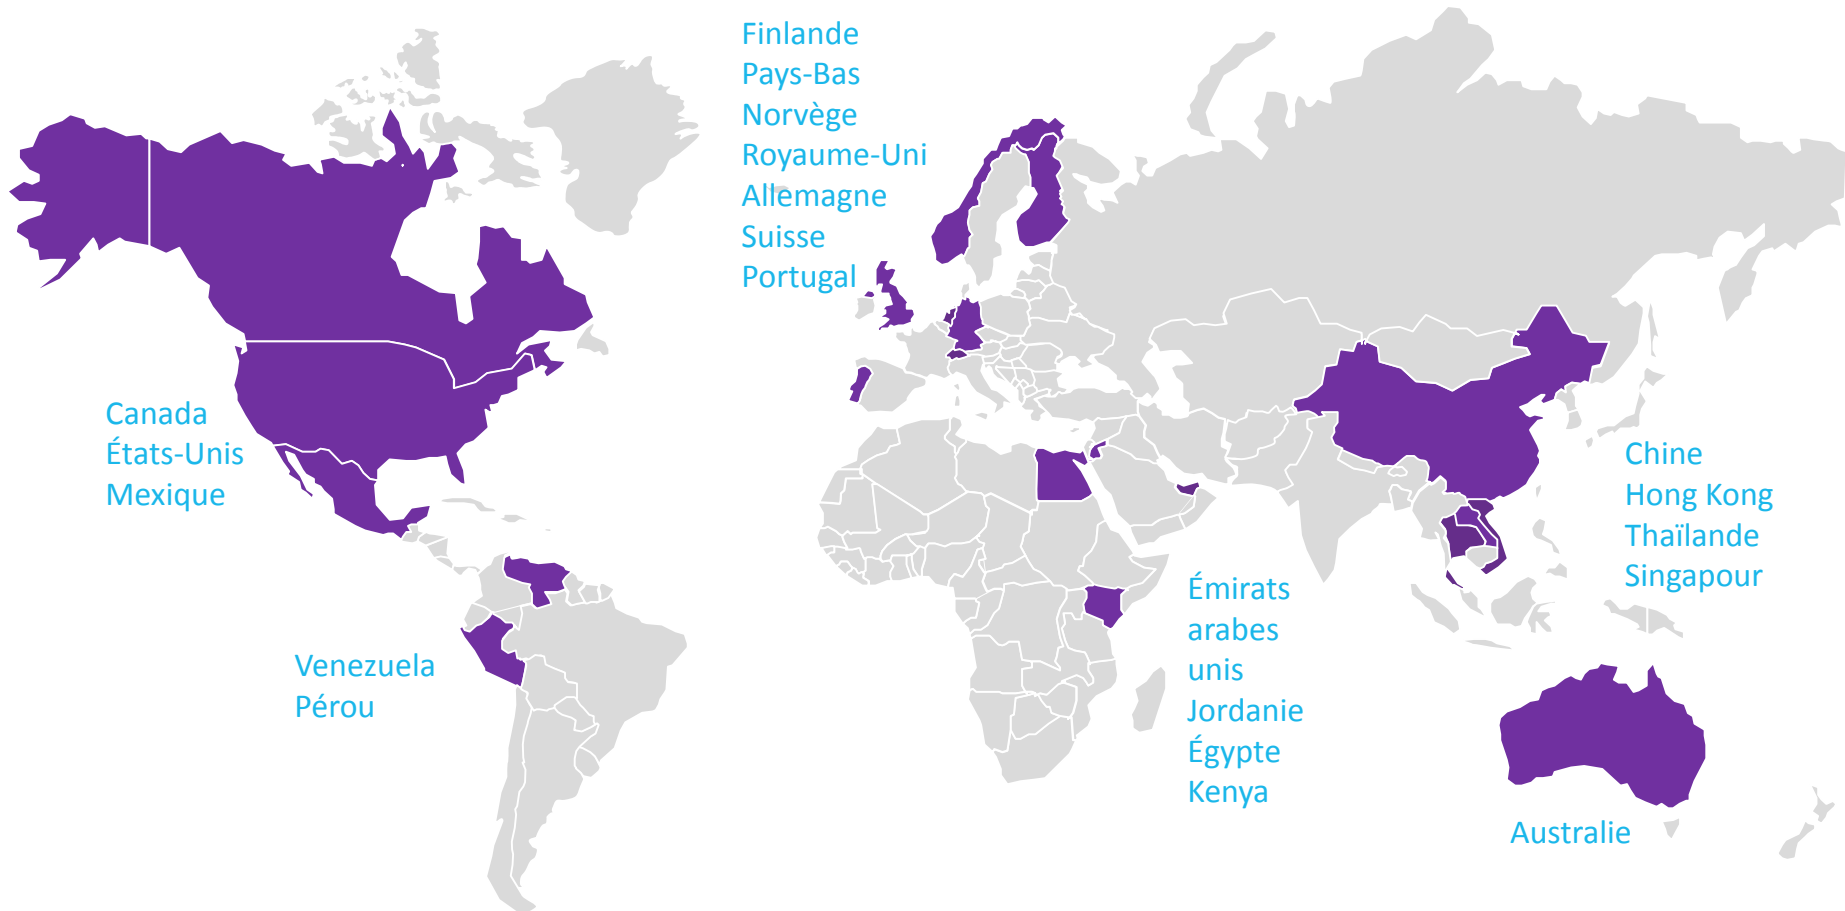 Finlande
Pays-Bas
Norvège
Royaume-Uni
Allemagne
Suisse
Portugal
Canada
États-Unis
Mexique
Chine
Hong Kong
Thaïlande
Singapour
Venezuela
Pérou
Émirats
arabes
unis
Jordanie
Égypte
Kenya
Australie